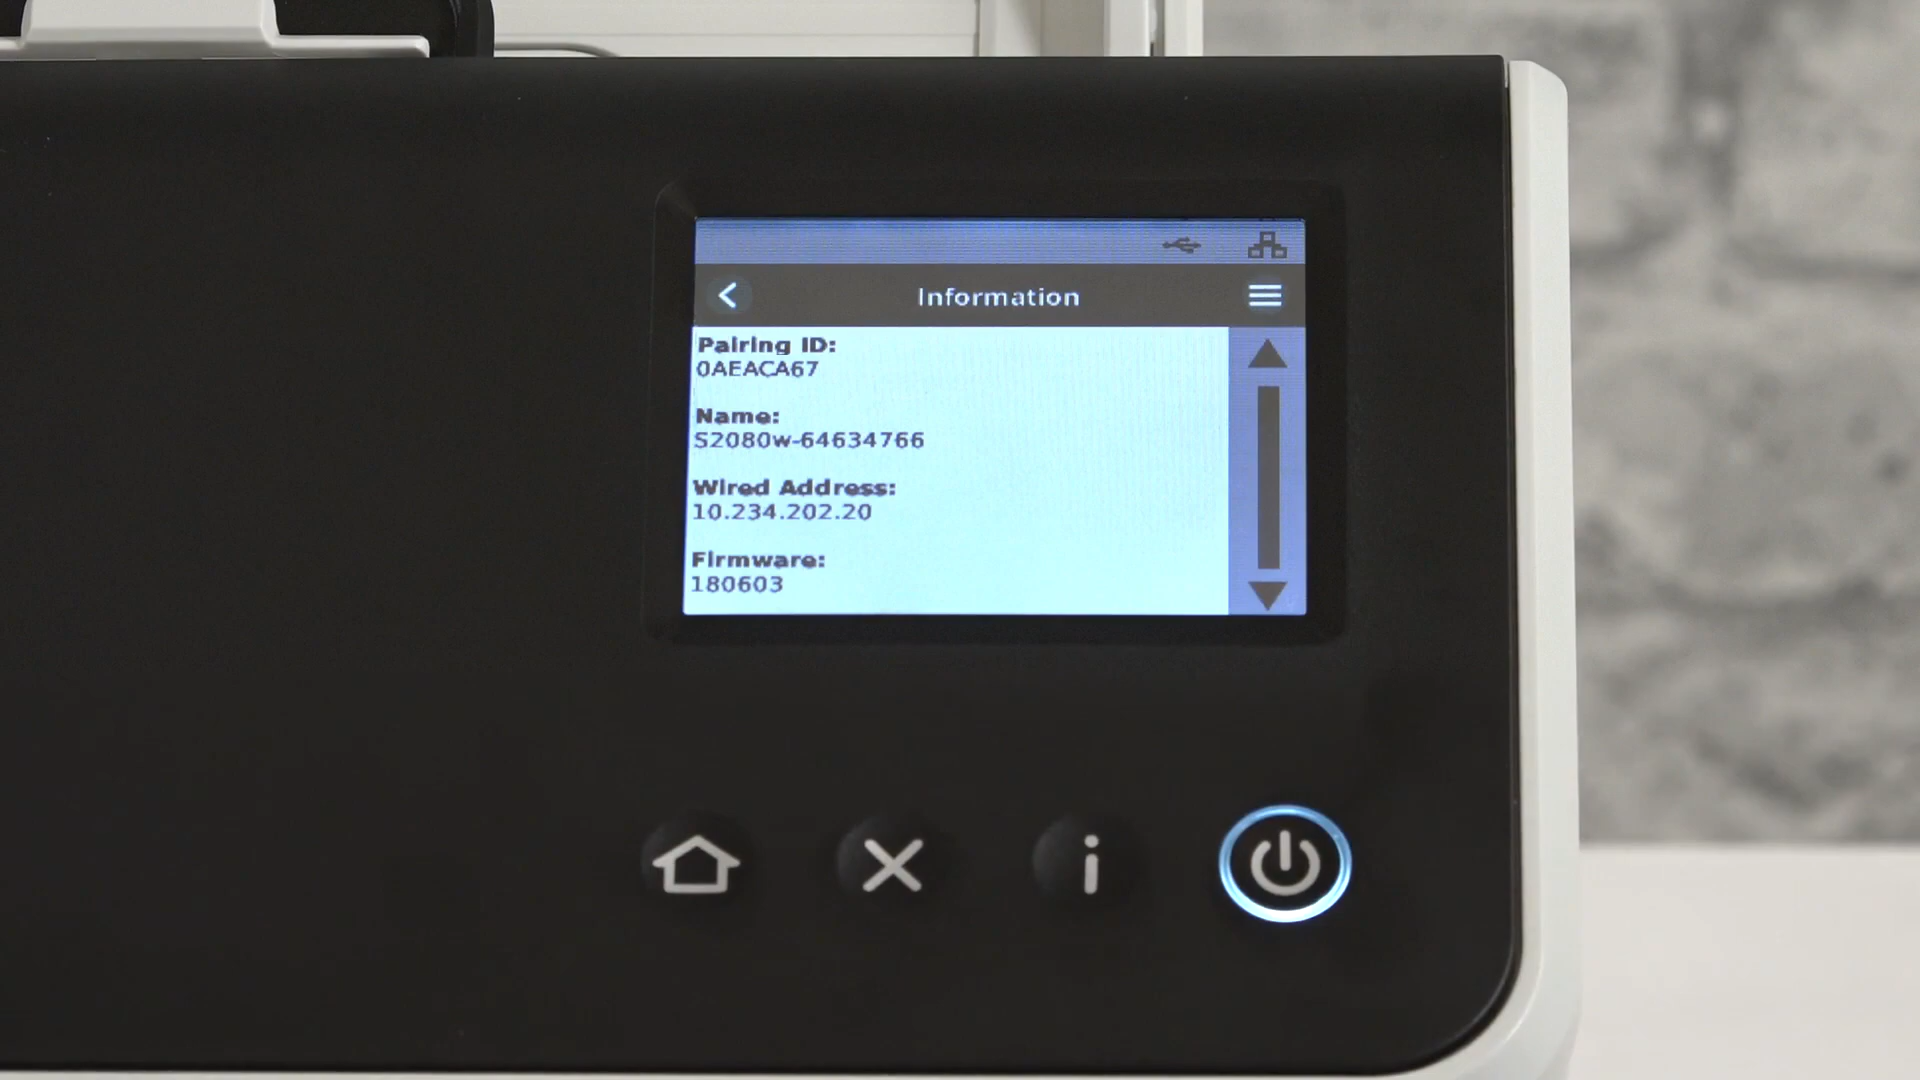 Information
Pairing ID:
0AEACA67
Name:
S2080w-64634766
Wired Address:
10.234.202.20
Firmware:
180603